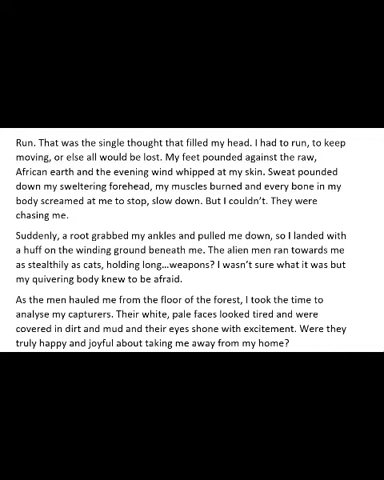 Run. That was the single thought that filled my head. I had to run, to keep
moving, or else all would be lost. My feet pounded against the raw,
African earth and the evening wind whipped at my skin. Sweat pounded
down my sweltering forehead, my muscles burned and every bone in my
body screamed at me to stop, slow down. But I couldn't. They were
chasing me.
Suddenly, a root grabbed my ankles and pulled me down, so I landed with
a huff on the winding ground beneath me. The alien men ran towards me
as stealthily as cats, holding long…weapons? I wasn't sure what it was but
my quivering body knew to be afraid.
As the men hauled me from the floor of the forest, I took the time to
analyse my capturers. Their white, pale faces looked tired and were
covered in dirt and mud and their eyes shone with excitement. Were they
truly happy and joyful about taking me away from my home?